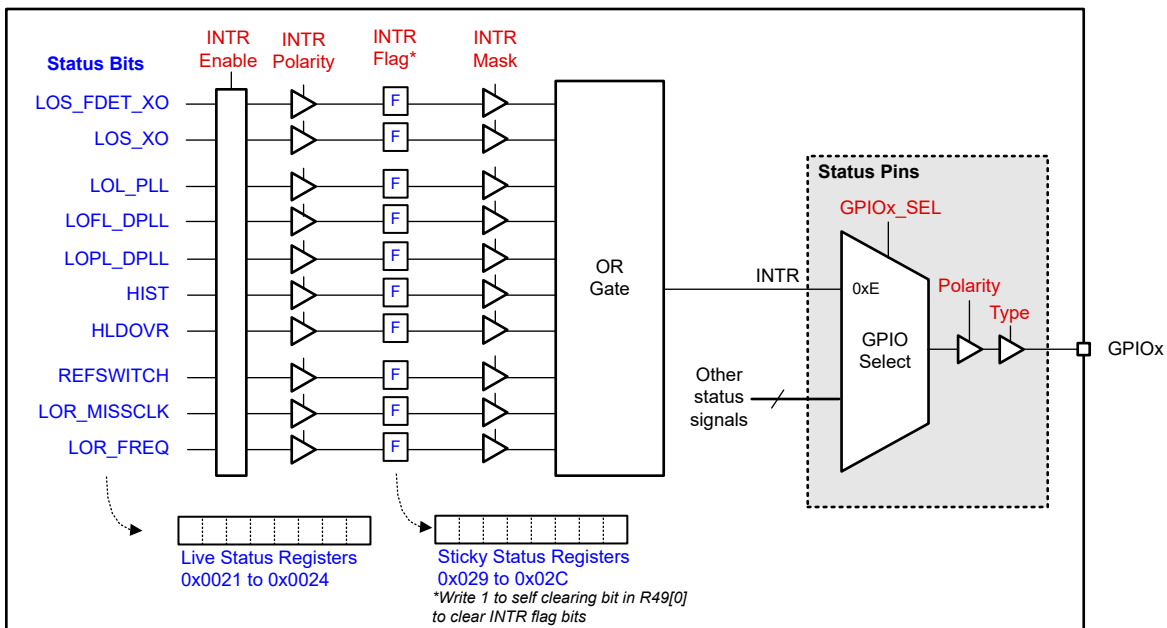 INTR
Enable
INTR
Polarity
INTR
Flag*
INTR
Mask
Status Bits
LOS_FDET_XO
LOS_XO
LOL_PLL
LOFL_DPLL
LOPL_DPLL
HIST
HLDOVR
REFSWITCH
LOR_MISSCLK
LOR_FREQ
F
F
F
F
F
F
F
F
F
F
OR
Gate
INTR
Status Pins
GPIOx_SEL
0xE
GPIO
Select
Polarity
Type
GPIOx
Other
status
signals
Live Status Registers
0x0021 to 0x0024
Sticky Status Registers
0x029 to 0x02C
*Write 1 to self clearing bit in R49[0]
to clear INTR flag bits